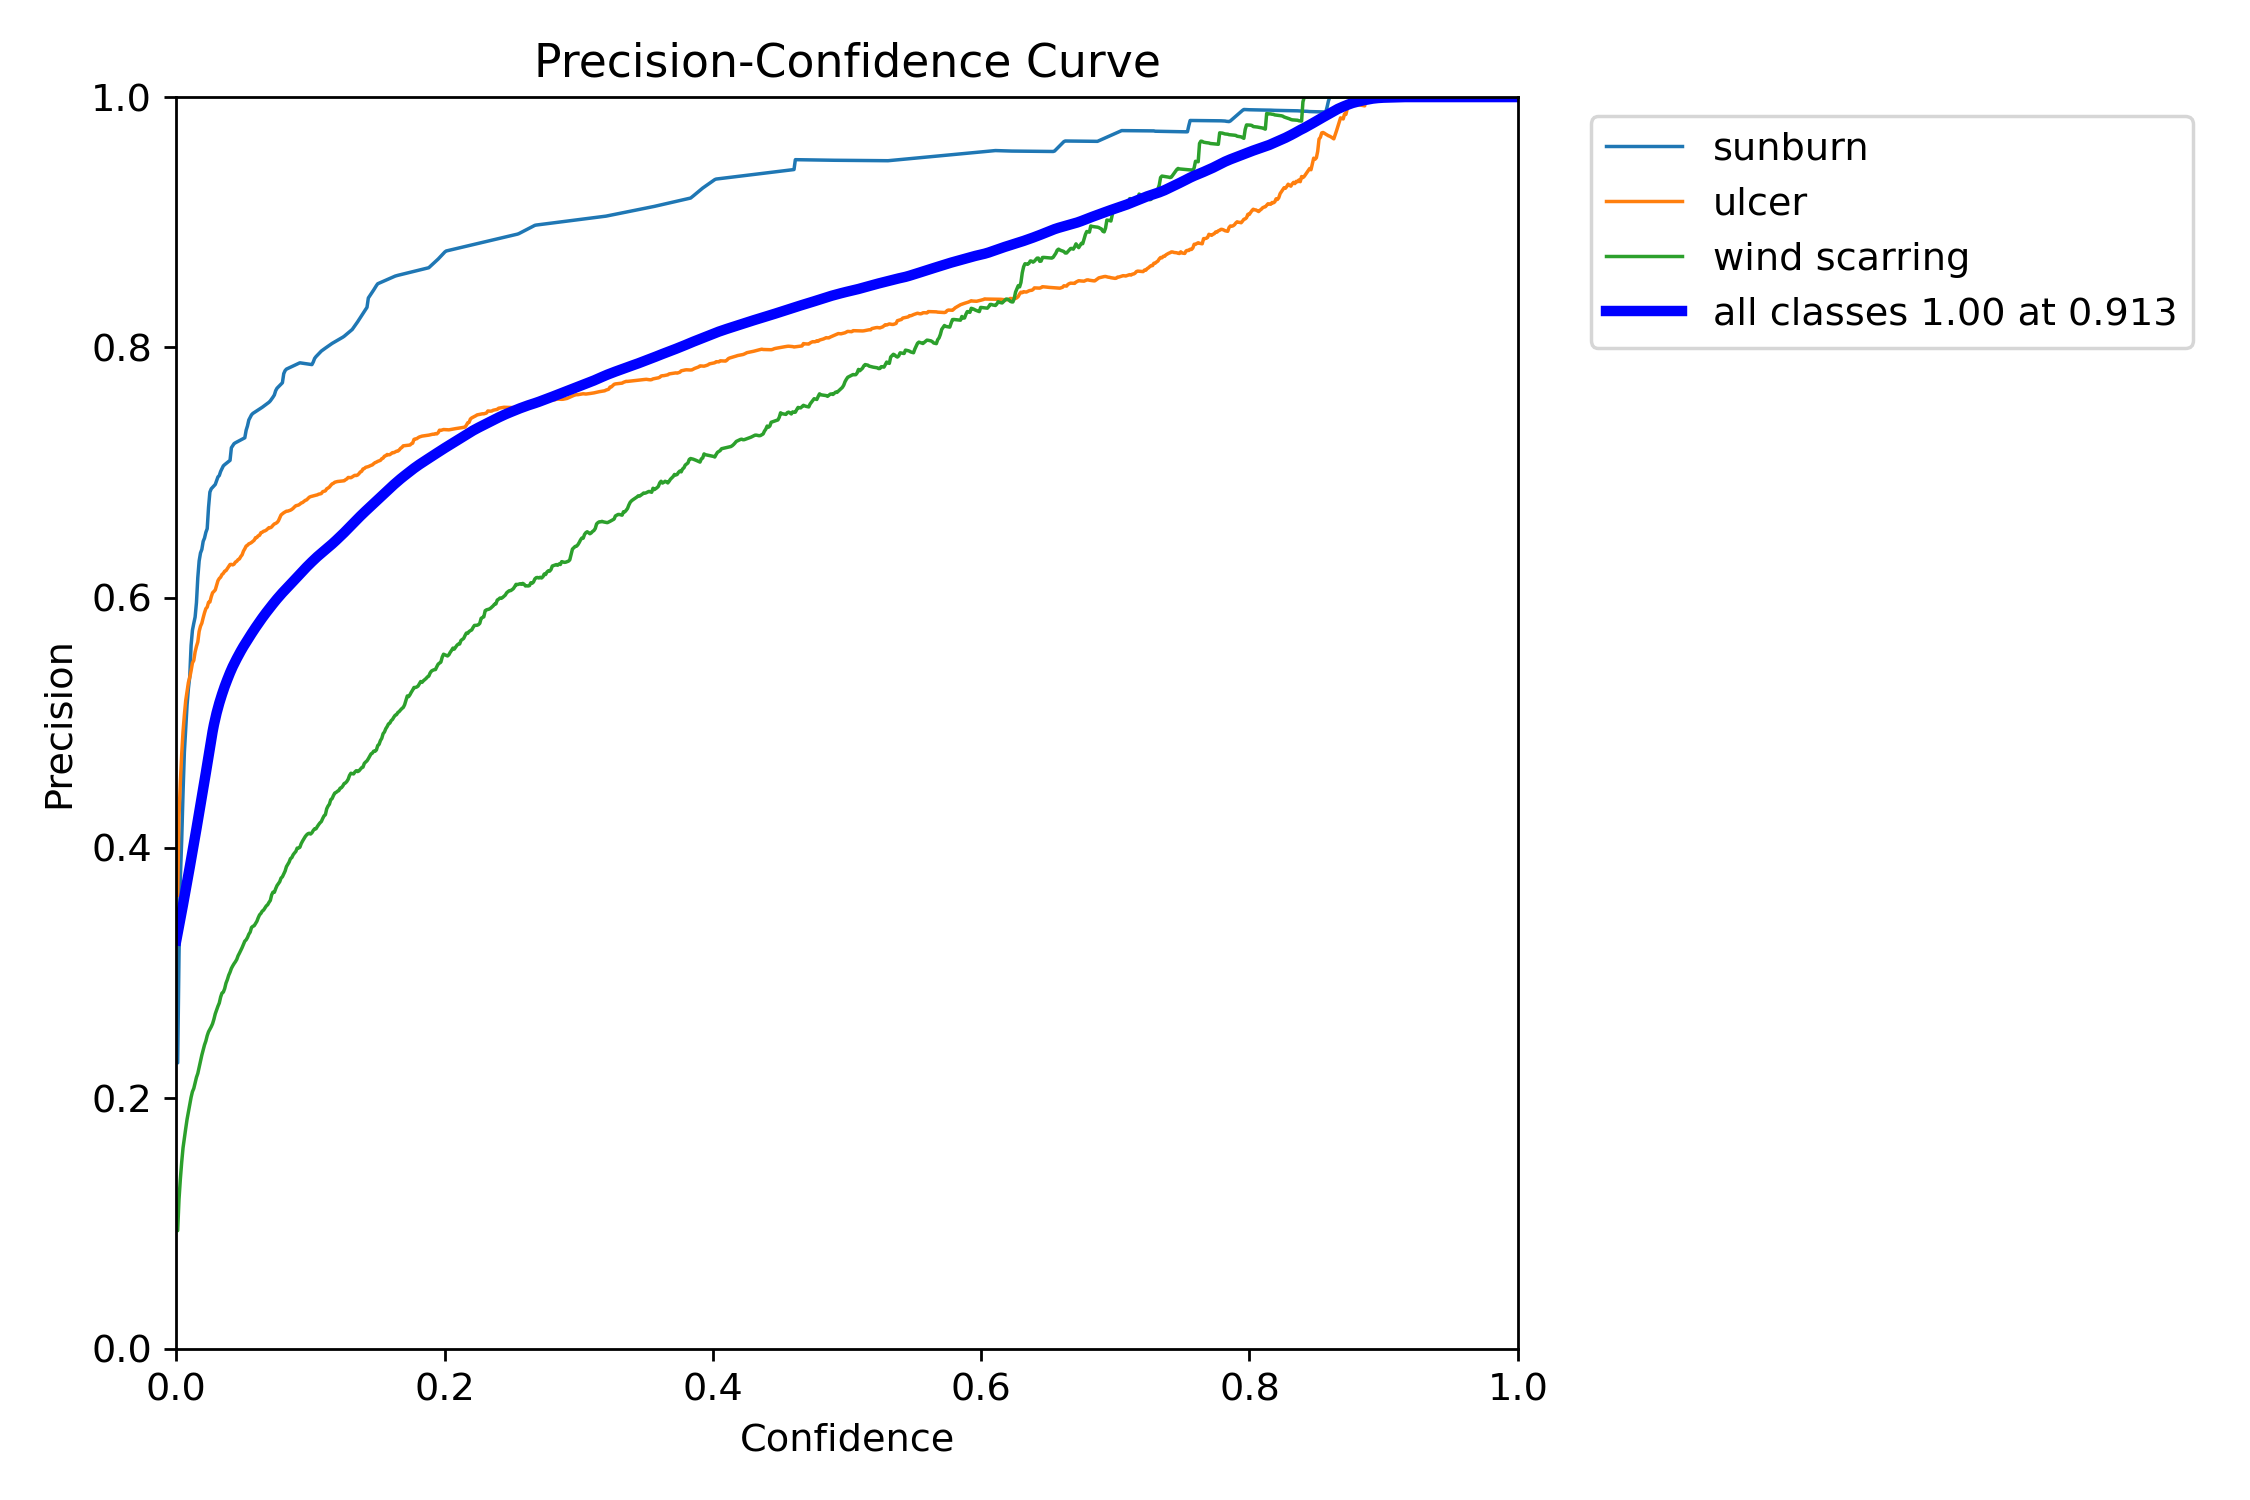 Precision-Confidence Curve
1.0
0.8
0.6
0.4
0.2
0.0
Precision
0.0 0.2 0.4 0.6 0.8 1.0
Confidence
sunburn
ulcer
wind scarring
all classes 1.00 at 0.913